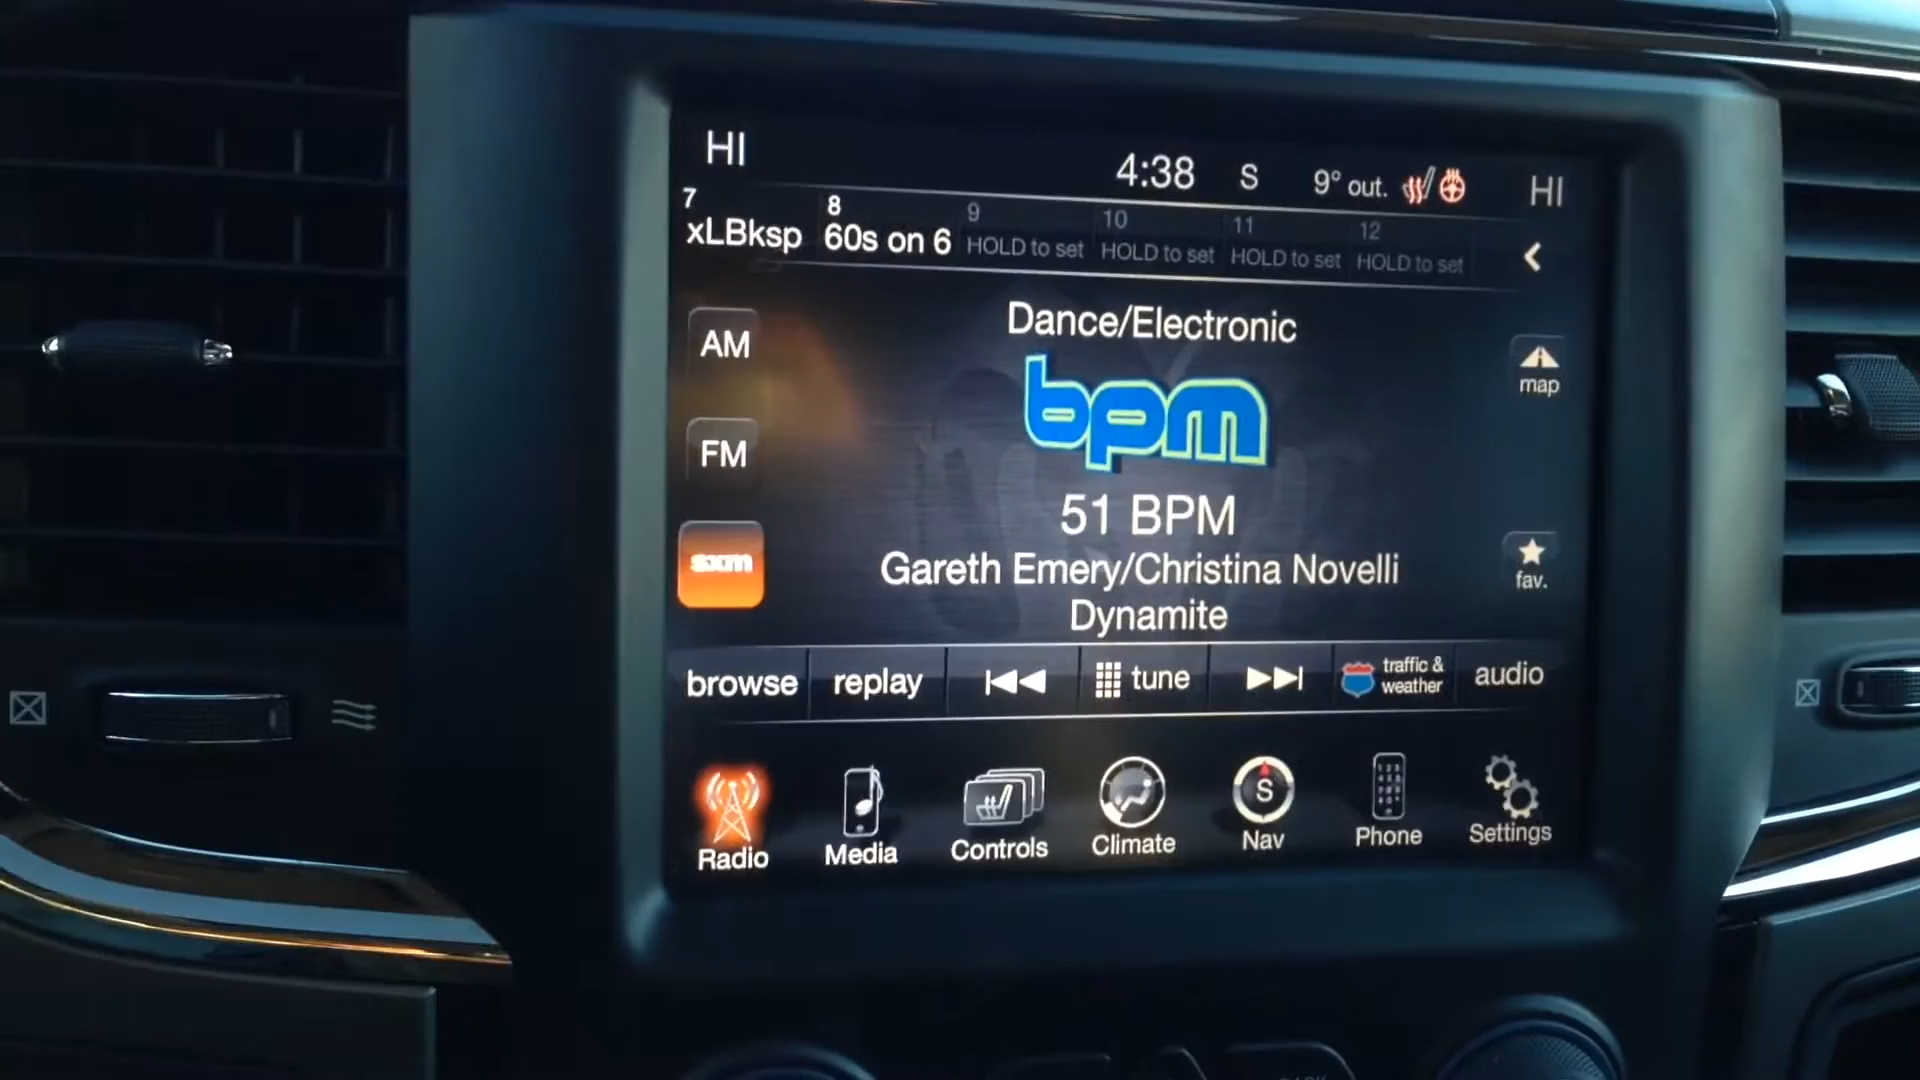 HI
4:38 S 9° out. HI
7 8 9 10 11 12
xLBksp 60s on 6 HOLD to set HOLD to set HOLD to set HOLD to set
Dance/Electronic
AM
bpm
map
FM
51 BPM
sxm
Gareth Emery/Christina Novelli
fav.
Dynamite
browse replay tune traffic & weather audio
S
Radio Media Controls Climate Nav Phone Settings